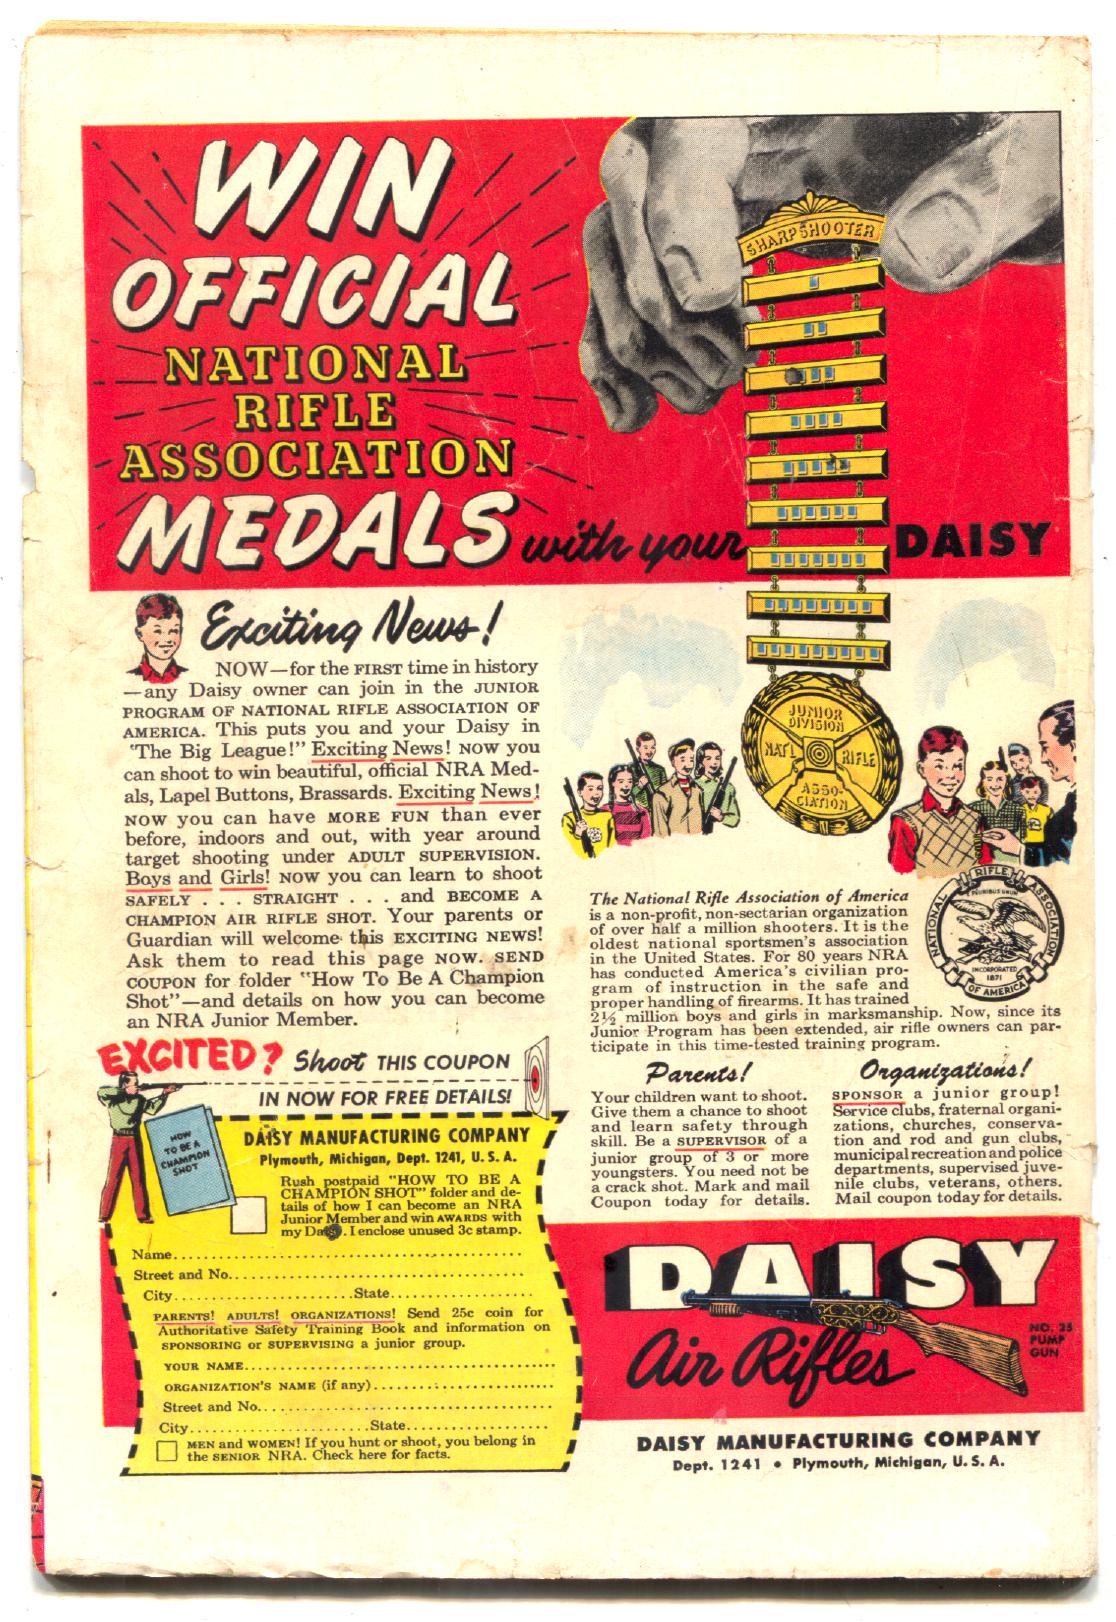 WIN
OFFICIAL
NATIONAL
RIFLE
ASSOCIATION
MEDALS with your DAISY
SHARPSHOOTER
JUNIOR
DIVISION
NAT'L RIFLE
ASSO-
CIATION
Exciting News!
NOW—for the FIRST time in history
—any Daisy owner can join in the JUNIOR
PROGRAM OF NATIONAL RIFLE ASSOCIATION OF
AMERICA. This puts you and your Daisy in
"The Big League!" Exciting News! NOW you
can shoot to win beautiful, official NRA Med-
als, Lapel Buttons, Brassards. Exciting News!
NOW you can have MORE FUN than ever
before, indoors and out, with year around
target shooting under ADULT SUPERVISION.
Boys and Girls! NOW you can learn to shoot
SAFELY . . . STRAIGHT . . . and BECOME A
CHAMPION AIR RIFLE SHOT. Your parents or
Guardian will welcome this EXCITING NEWS!
Ask them to read this page NOW. SEND
COUPON for folder "How To Be A Champion
Shot"—and details on how you can become
an NRA Junior Member.
The National Rifle Association of America
is a non-profit, non-sectarian organization
of over half a million shooters. It is the
oldest national sportsmen's association
in the United States. For 80 years NRA
has conducted America's civilian pro-
gram of instruction in the safe and
proper handling of firearms. It has trained
2½ million boys and girls in marksmanship. Now, since its
Junior Program has been extended, air rifle owners can par-
ticipate in this time-tested training program.
NATIONAL RIFLE ASSOCIATION
OF AMERICA
E PLURIBUS UNUM
INCORPORATED
1871
Parents!
Your children want to shoot.
Give them a chance to shoot
and learn safety through
skill. Be a SUPERVISOR of a
junior group of 3 or more
youngsters. You need not be
a crack shot. Mark and mail
Coupon today for details.
Organizations!
SPONSOR a junior group!
Service clubs, fraternal organi-
zations, churches, conserva-
tion and rod and gun clubs,
municipal recreation and police
departments, supervised juve-
nile clubs, veterans, others.
Mail coupon today for details.
EXCITED? Shoot THIS COUPON
IN NOW FOR FREE DETAILS!
HOW
TO BE A
CHAMPION
SHOT
DAISY MANUFACTURING COMPANY
Plymouth, Michigan, Dept. 1241, U. S. A.
Rush postpaid "HOW TO BE A
CHAMPION SHOT" folder and de-
tails of how I can become an NRA
Junior Member and win AWARDS with
my Daisy. I enclose unused 3c stamp.
Name
Street and No.
City State
PARENTS! ADULTS! ORGANIZATIONS! Send 25c coin for
Authoritative Safety Training Book and information on
SPONSORING or SUPERVISING a junior group.
YOUR NAME
ORGANIZATION'S NAME (if any)
Street and No.
City State
MEN and WOMEN! If you hunt or shoot, you belong in
the SENIOR NRA. Check here for facts.
DAISY
Air Rifles
NO. 25
PUMP
GUN
DAISY MANUFACTURING COMPANY
Dept. 1241 • Plymouth, Michigan, U. S. A.